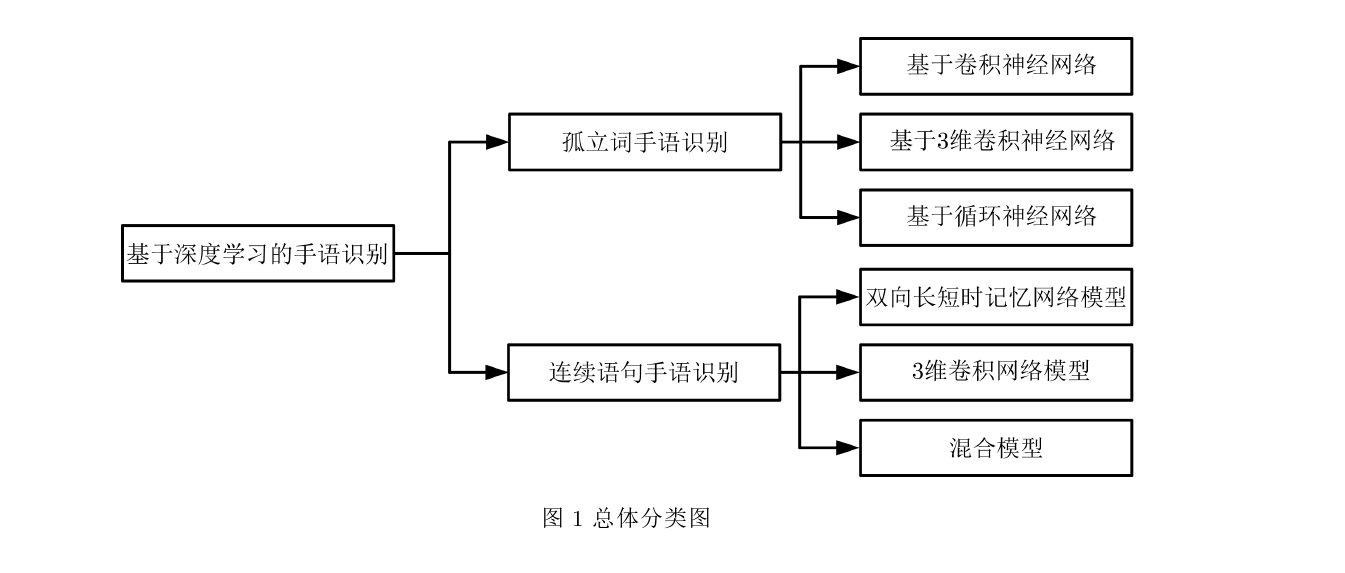 基于深度学习的手语识别
孤立词手语识别
基于卷积神经网络
基于3维卷积神经网络
基于循环神经网络
连续语句手语识别
双向长短时记忆网络模型
3维卷积网络模型
混合模型
图 1 总体分类图